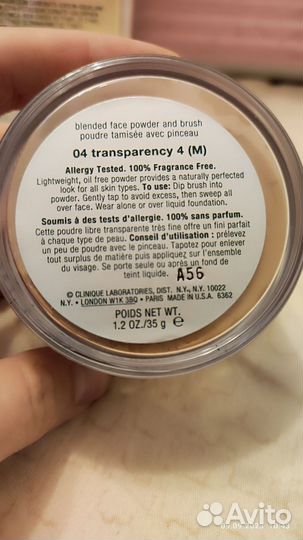 blended face powder and brush
poudre tamisée avec pinceau
04 transparency 4 (M)
Allergy Tested. 100% Fragrance Free.
Lightweight, oil free powder provides a naturally perfected
look for all skin types. To use: Dip brush into
powder. Gently tap to avoid excess, then sweep all
over face. Wear alone or over liquid foundation.
Soumis à des tests d'allergie. 100% sans parfum.
Cette poudre libre transparente très fine offre un fini parfait
à chaque type de peau. Conseil d'utilisation : prélevez
un peu de poudre avec le pinceau. Tapotez pour enlever
tout surplus de matière puis appliquez sur l'ensemble
du visage. Se porte seule ou après un fond de
teint liquide. A56
© CLINIQUE LABORATORIES, DIST. N.Y., N.Y. 10022
N.Y. • LONDON W1K 3BQ • PARIS MADE IN U.S.A. 6362
POIDS NET WT.
1.2 OZ./35 g ℮
05.09.2023 10:43
Avito